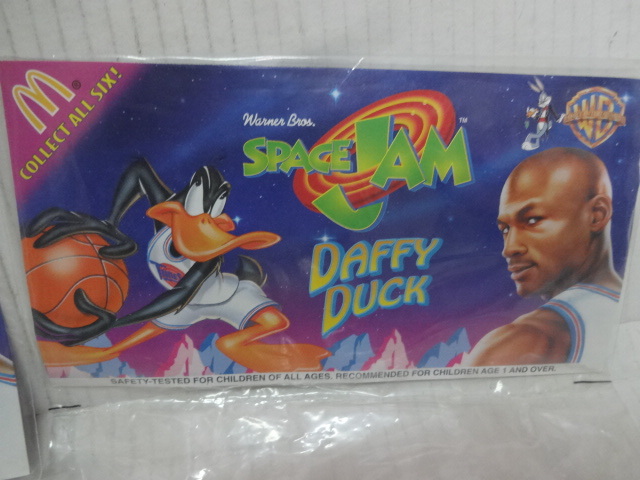 COLLECT ALL SIX!
®
Warner Bros.
SPACE JAM
TM
DAFFY
DUCK
SAFETY-TESTED FOR CHILDREN OF ALL AGES. RECOMMENDED FOR CHILDREN AGE 1 AND OVER.